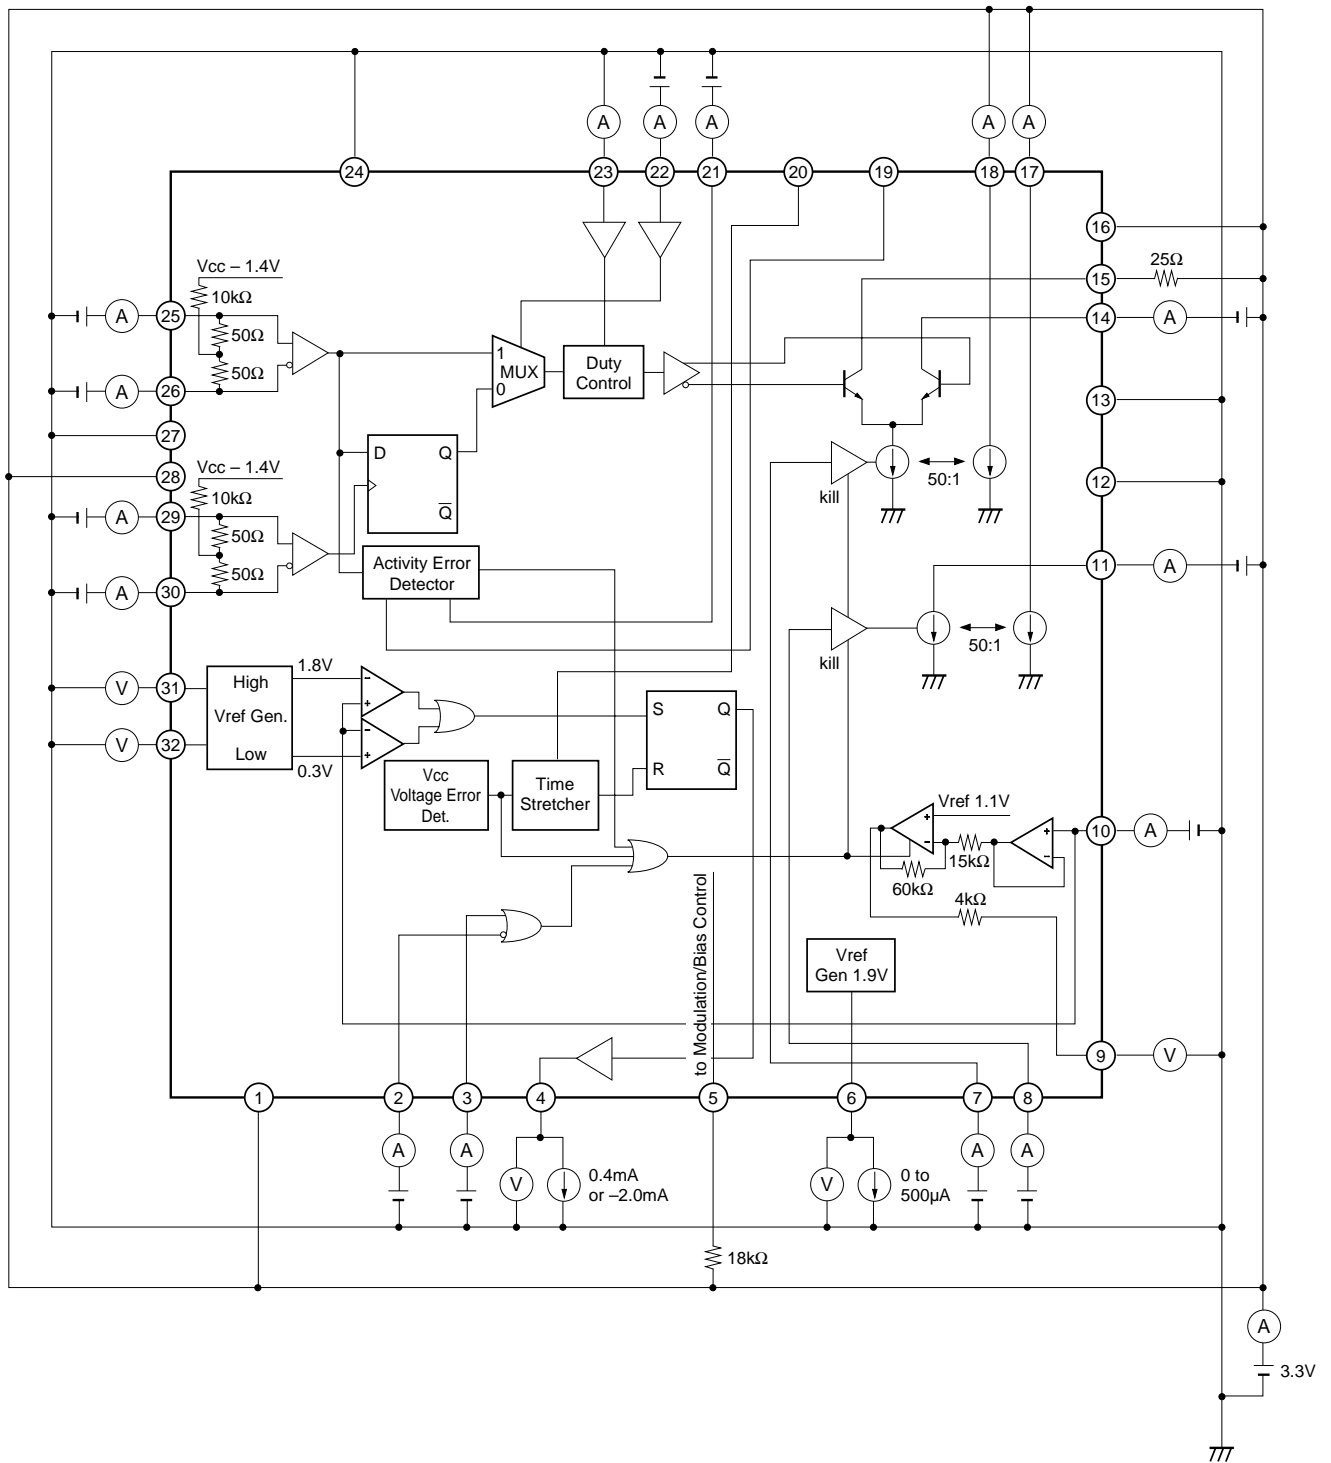 A A A A A
24 23 22 21 20 19 18 17
16
25Ω
15
Vcc – 1.4V
10kΩ
A 25
50Ω
14 A
1
MUX
0
Duty
Control
50Ω
A 26
13
27
D Q
Q
28
Vcc – 1.4V
10kΩ
kill
50:1
12
A 29
50Ω
50Ω
A 30
Activity Error
Detector
11 A
kill
50:1
V 31
High
Vref Gen.
Low
1.8V
0.3V
–
+
–
+
V 32
S Q
R Q
Vcc
Voltage Error
Det.
Time
Stretcher
Vref 1.1V
+
–
15kΩ
60kΩ
+
–
10 A
4kΩ
to Modulation/Bias Control
Vref
Gen 1.9V
9 V
1 2 3 4 5 6 7 8
A A V
0.4mA
or –2.0mA
V
0 to
500µA
A A
18kΩ
A
3.3V